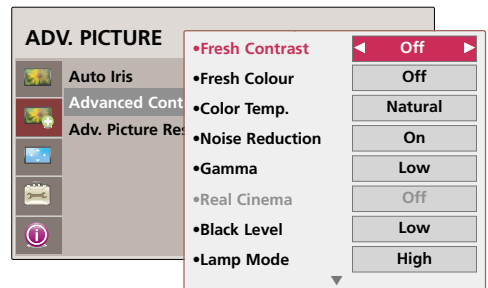 ADV. PICTURE
Auto Iris
Advanced Cont
Adv. Picture Res
•Fresh Contrast Off
•Fresh Colour Off
•Color Temp. Natural
•Noise Reduction On
•Gamma Low
•Real Cinema Off
•Black Level Low
•Lamp Mode High